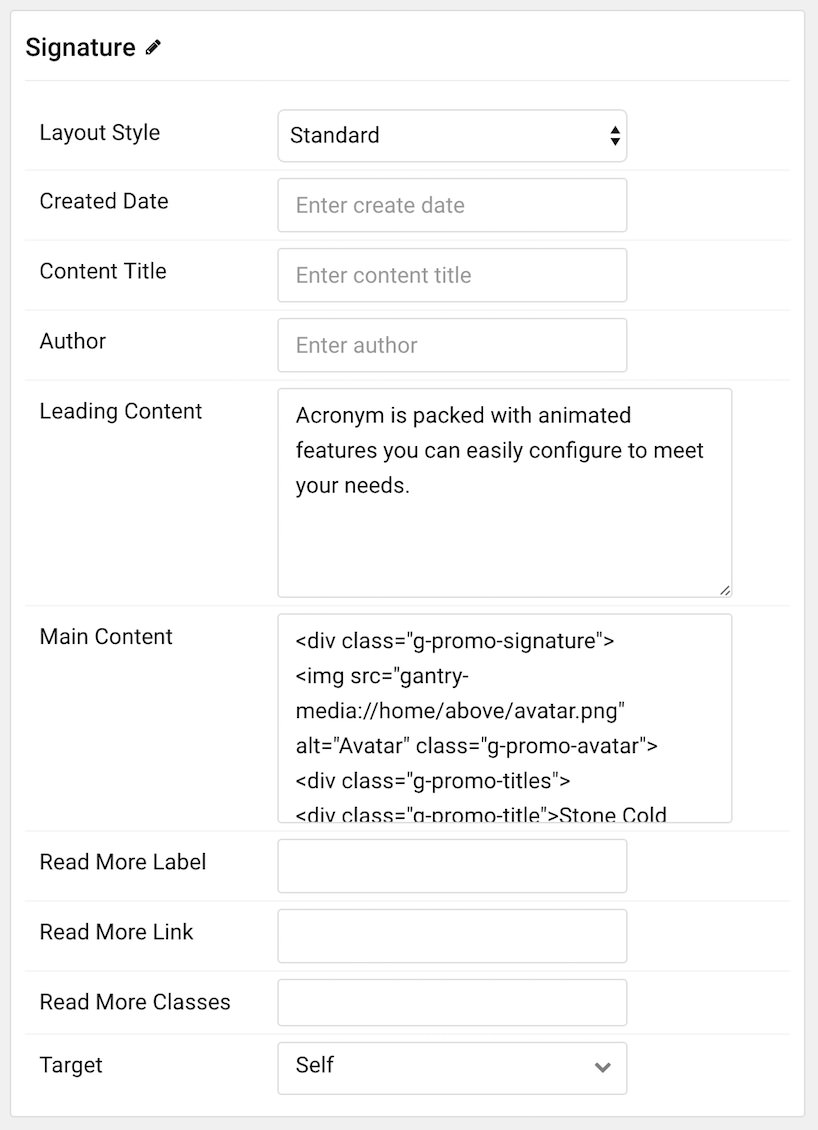 Signature
Layout Style
Standard
Created Date
Enter create date
Content Title
Enter content title
Author
Enter author
Leading Content
Acronym is packed with animated
features you can easily configure to meet
your needs.
Main Content
<div class="g-promo-signature">
<img src="gantry-
media://home/above/avatar.png"
alt="Avatar" class="g-promo-avatar">
<div class="g-promo-titles">
<div class="g-promo-title">Stone Cold
Read More Label
Read More Link
Read More Classes
Target
Self